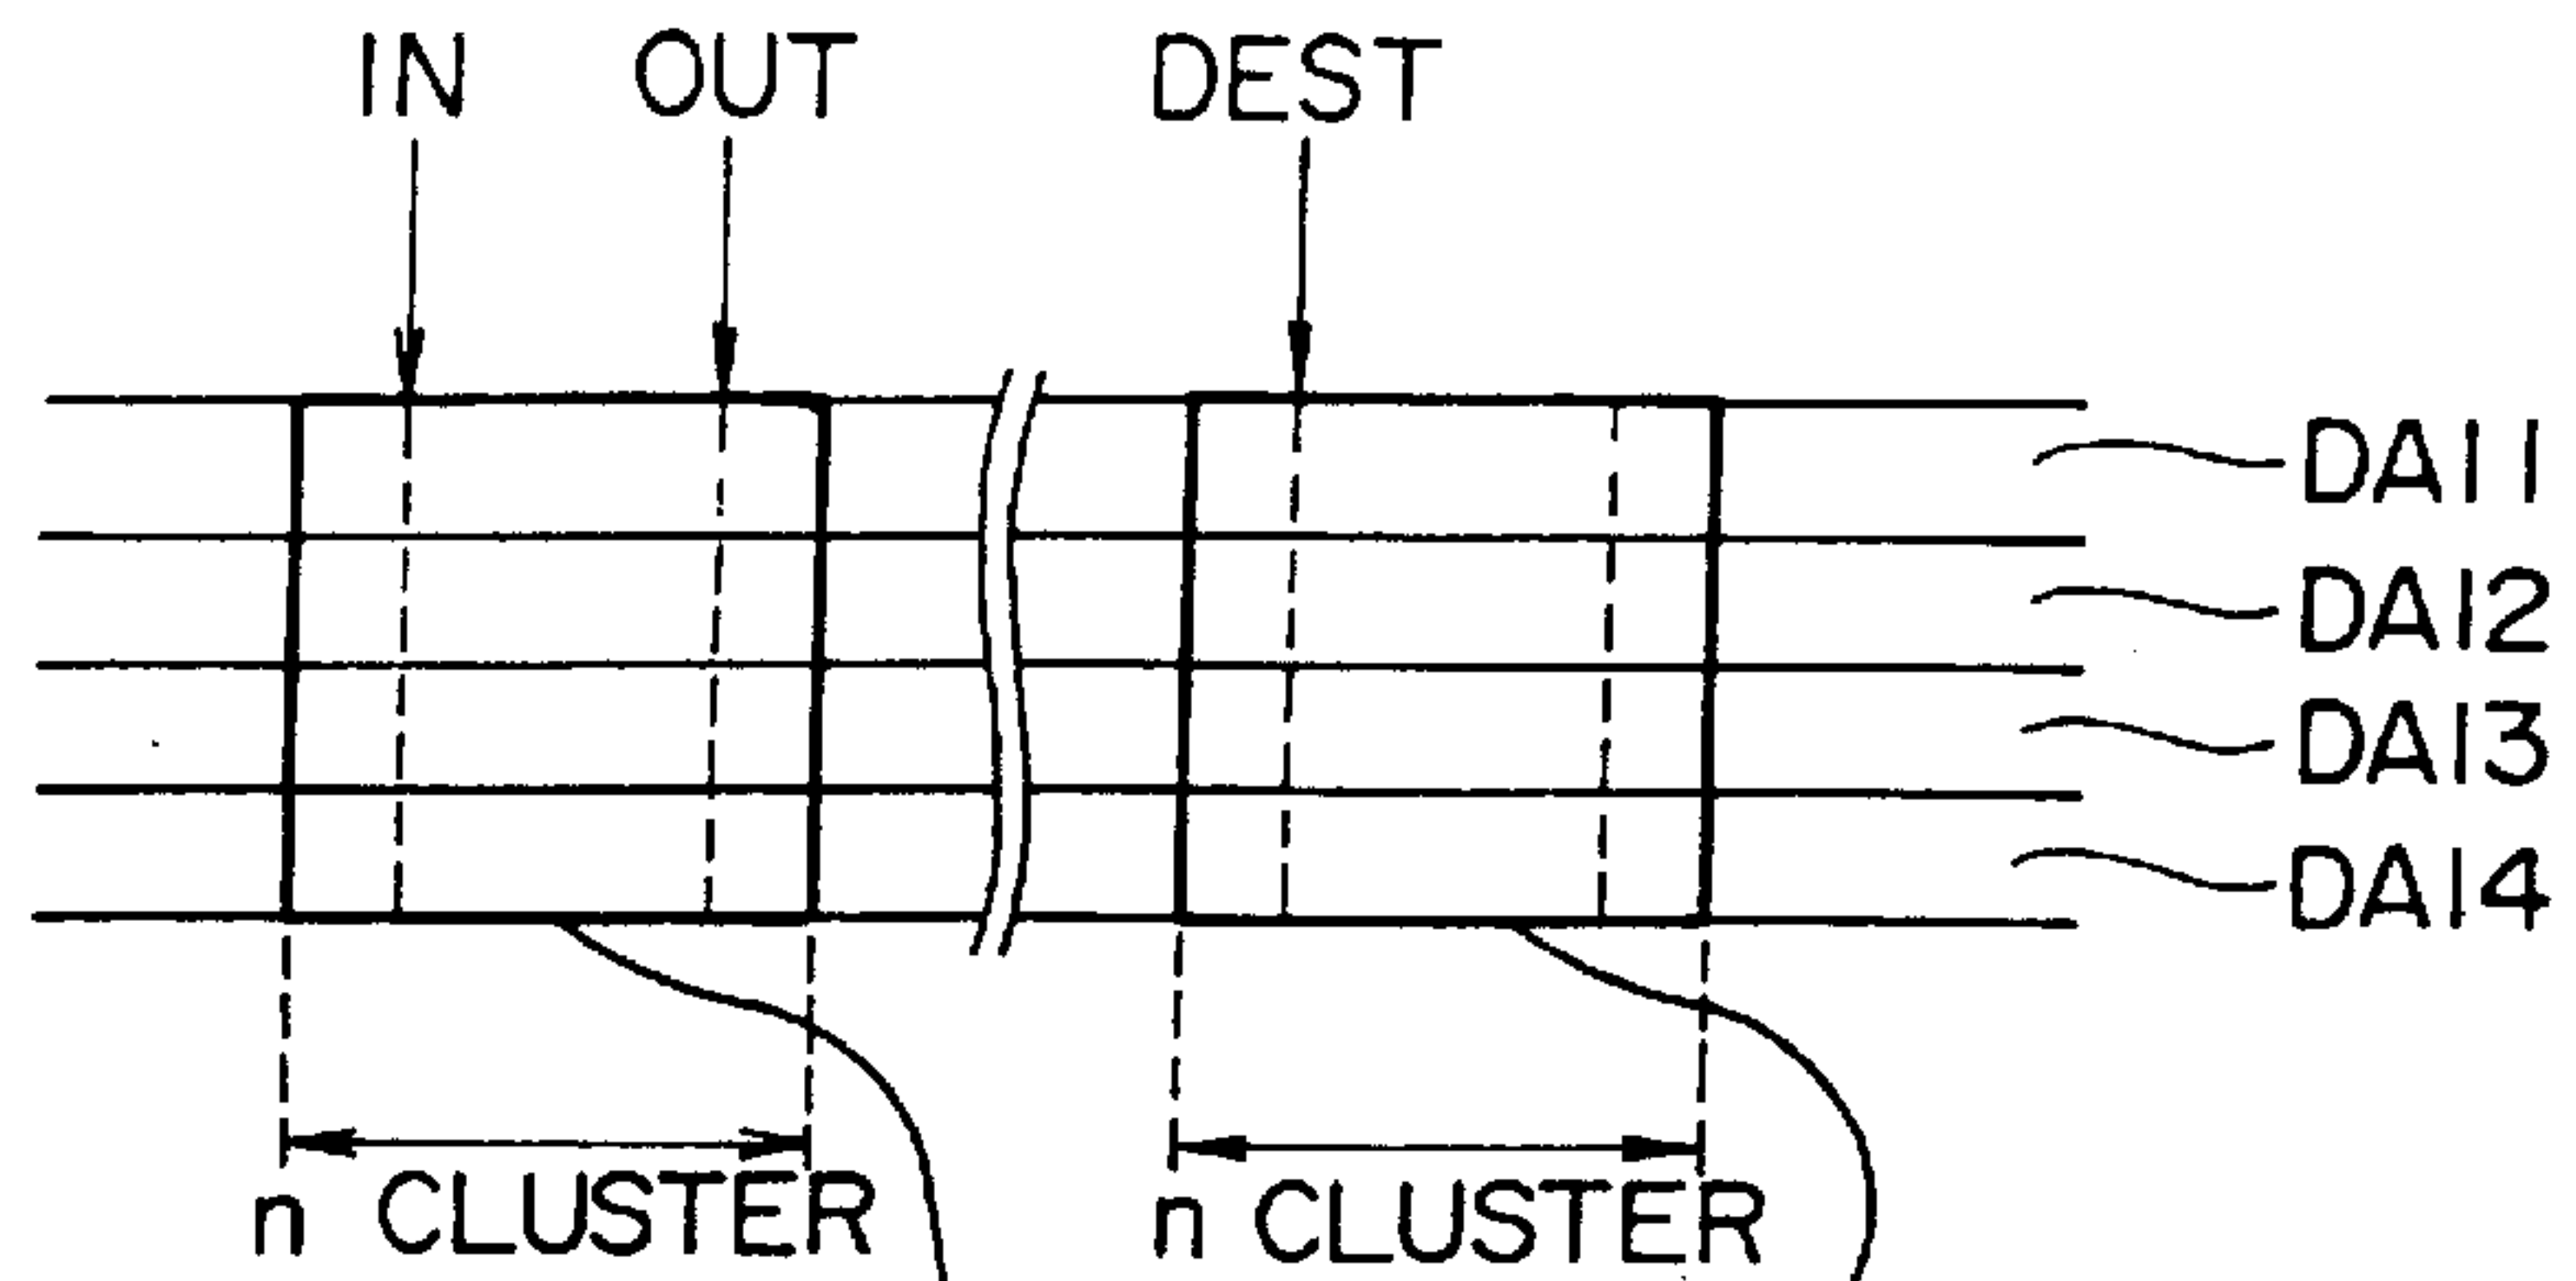 IN OUT DEST
DA11
DA12
DA13
DA14
n CLUSTER n CLUSTER